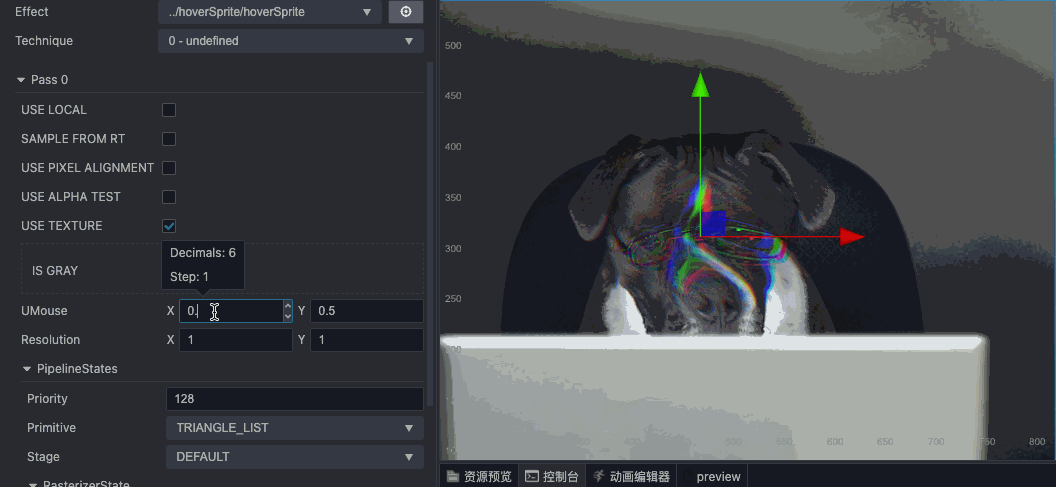 Effect ../hoverSprite/hoverSprite
Technique 0 - undefined
Pass 0
USE LOCAL
SAMPLE FROM RT
USE PIXEL ALIGNMENT
USE ALPHA TEST
USE TEXTURE
Decimals: 6
Step: 1
IS GRAY
UMouse X 0. Y 0.5
Resolution X 1 Y 1
PipelineStates
Priority 128
Primitive TRIANGLE_LIST
Stage DEFAULT
RasterizerState
500
450
400
350
300
250
400 500 550 600 650 700 750 800
资源预览 控制台 动画编辑器 preview